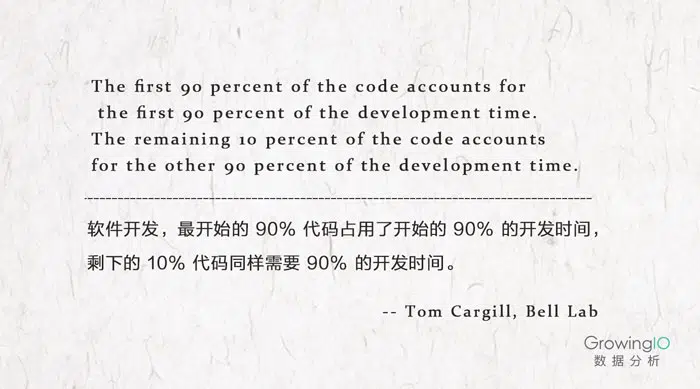 The first 90 percent of the code accounts for
the first 90 percent of the development time.
The remaining 10 percent of the code accounts
for the other 90 percent of the development time.
软件开发，最开始的 90% 代码占用了开始的 90% 的开发时间，
剩下的 10% 代码同样需要 90% 的开发时间。
-- Tom Cargill, Bell Lab
GrowingIO
数据分析